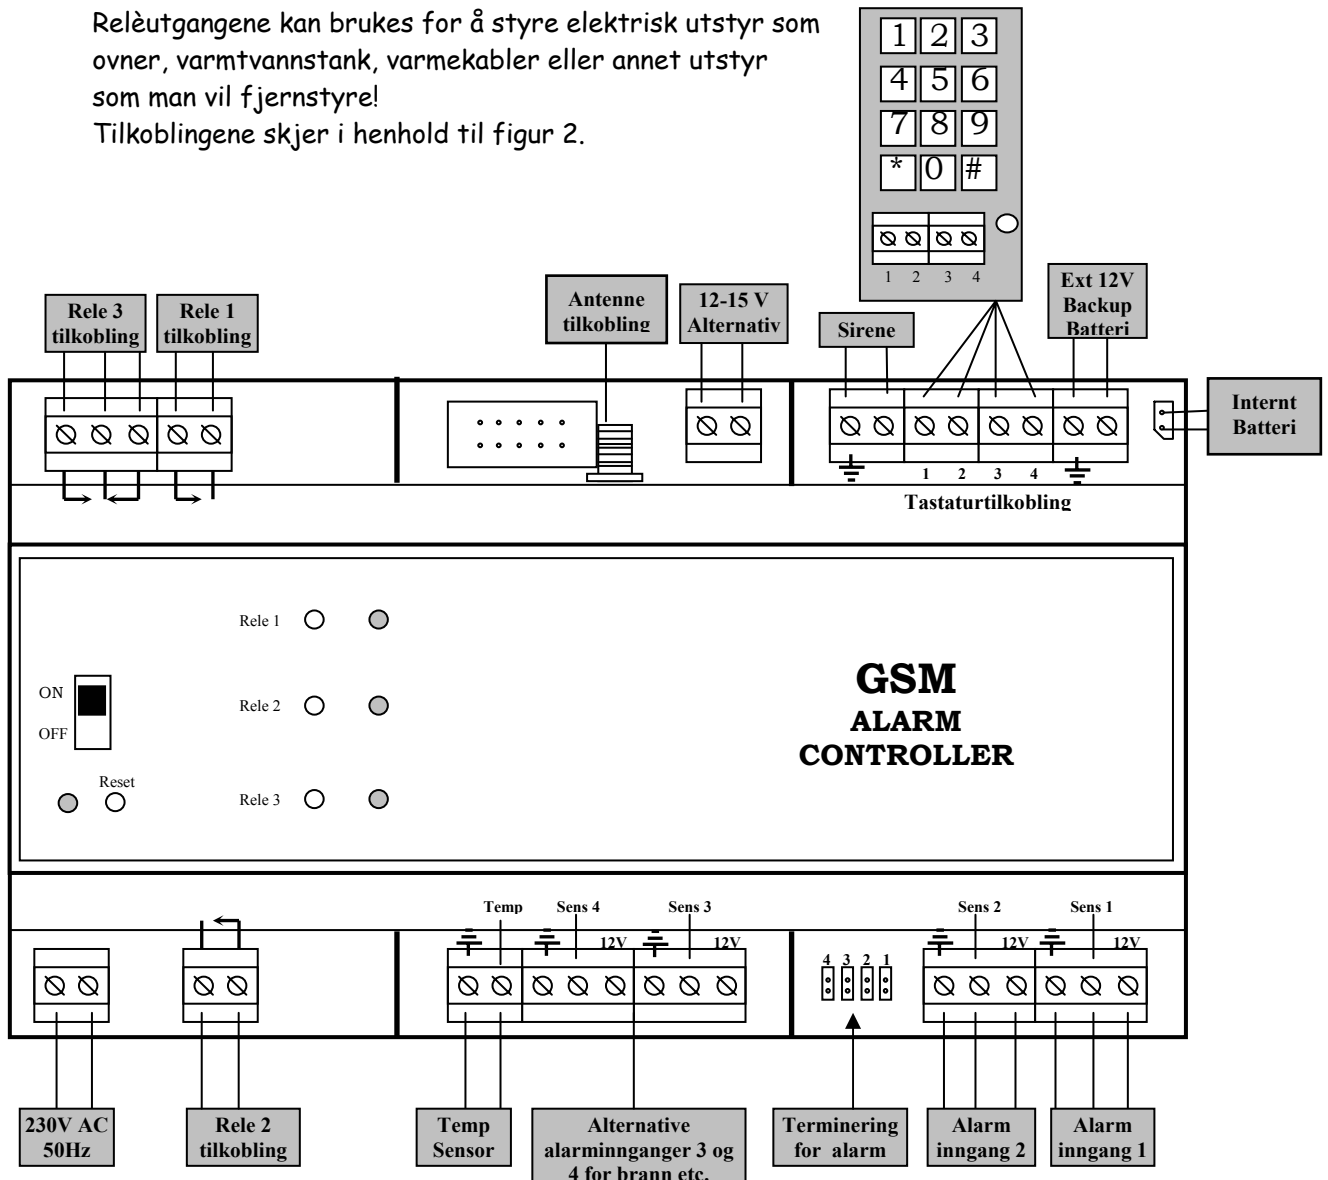 Relèutgangene kan brukes for å styre elektrisk utstyr som
ovner, varmtvannstank, varmekabler eller annet utstyr
som man vil fjernstyre!
Tilkoblingene skjer i henhold til figur 2.
1 2 3
4 5 6
7 8 9
* 0 #
1 2 3 4
Rele 3
tilkobling
Rele 1
tilkobling
Antenne
tilkobling
12-15 V
Alternativ
Sirene
Ext 12V
Backup
Batteri
Internt
Batteri
1 2 3 4
Tastaturtilkobling
Rele 1
ON
OFF
Rele 2
Reset
Rele 3
GSM
ALARM
CONTROLLER
Temp
Sens 4
12V
Sens 3
12V
4 3 2 1
Sens 2
12V
Sens 1
12V
230V AC
50Hz
Rele 2
tilkobling
Temp
Sensor
Alternative
alarminnganger 3 og
4 for brann etc.
Terminering
for alarm
Alarm
inngang 2
Alarm
inngang 1